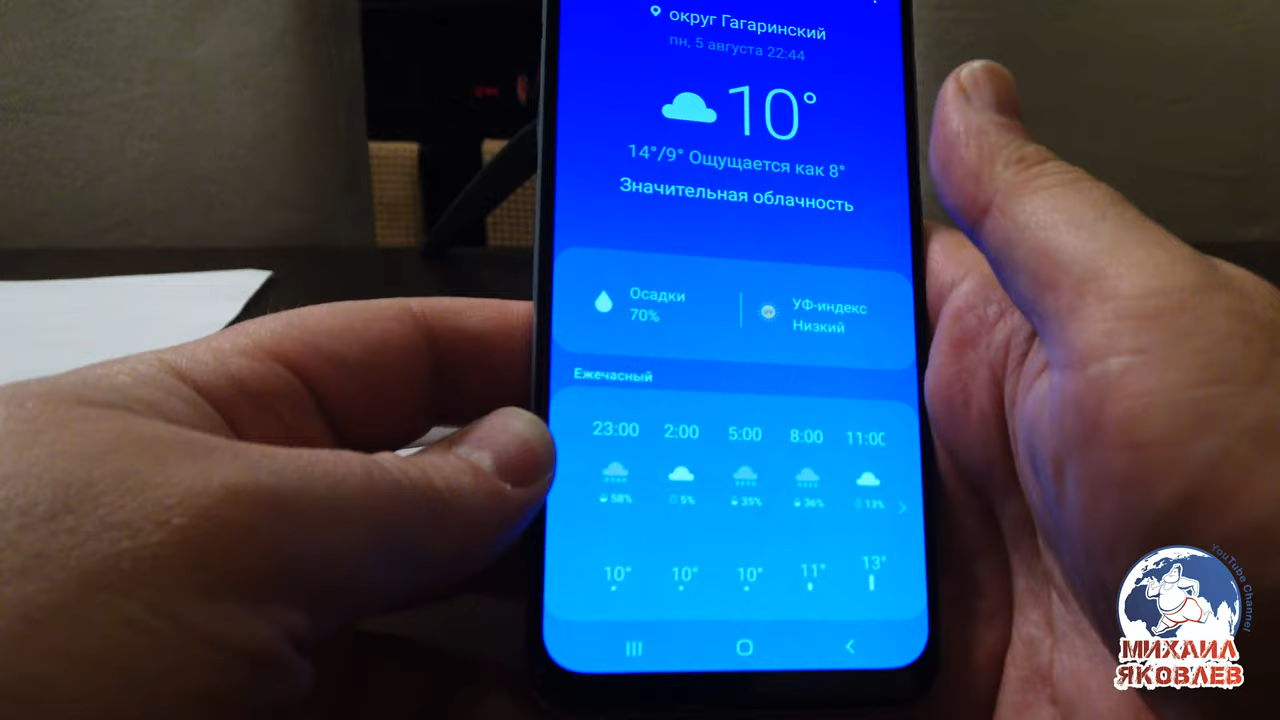 округ Гагаринский
пн, 5 августа 22:44
10°
14°/9° Ощущается как 8°
Значительная облачность
Осадки
70%
УФ-индекс
Низкий
Ежечасный
23:00 2:00 5:00 8:00 11:00
58% 5% 35% 36% 13%
10° 10° 10° 11° 13°
YouTube Channel
МИХАИЛ
ЯКОВЛЕВ